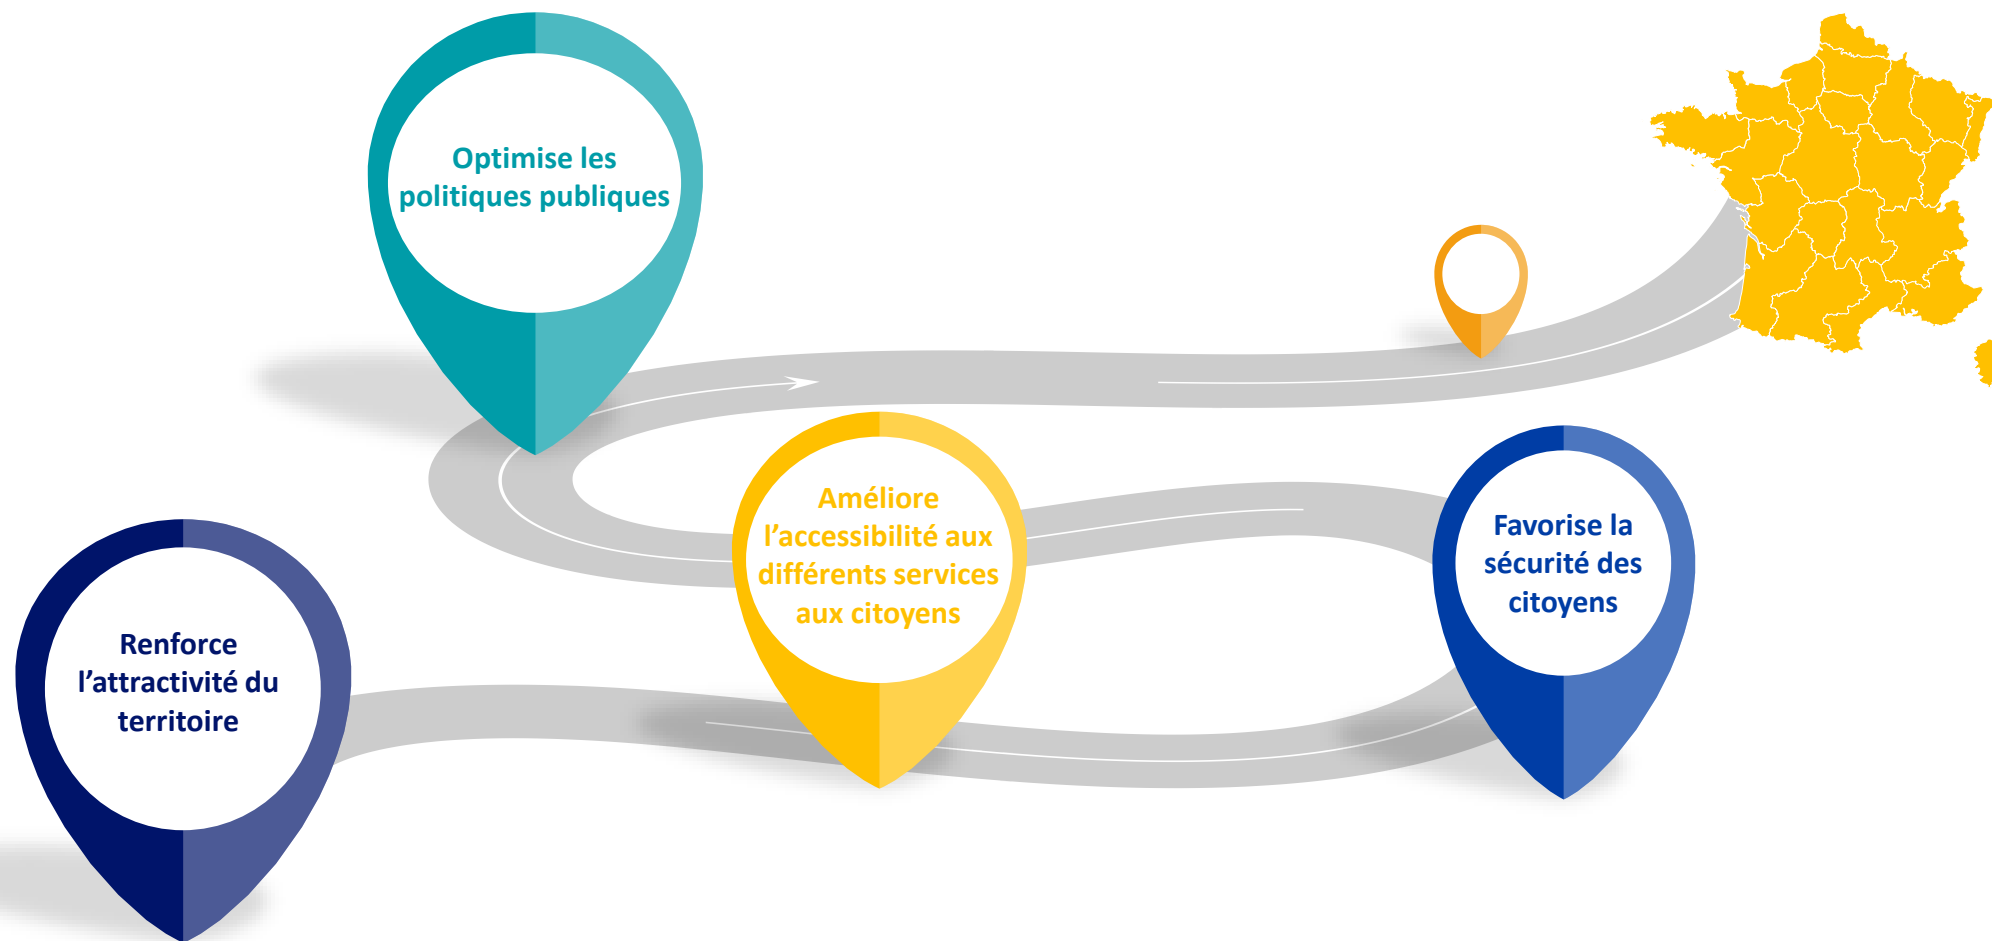 Optimise les
politiques publiques
Améliore
l’accessibilité aux
différents services
aux citoyens
Favorise la
sécurité des
citoyens
Renforce
l’attractivité du
territoire